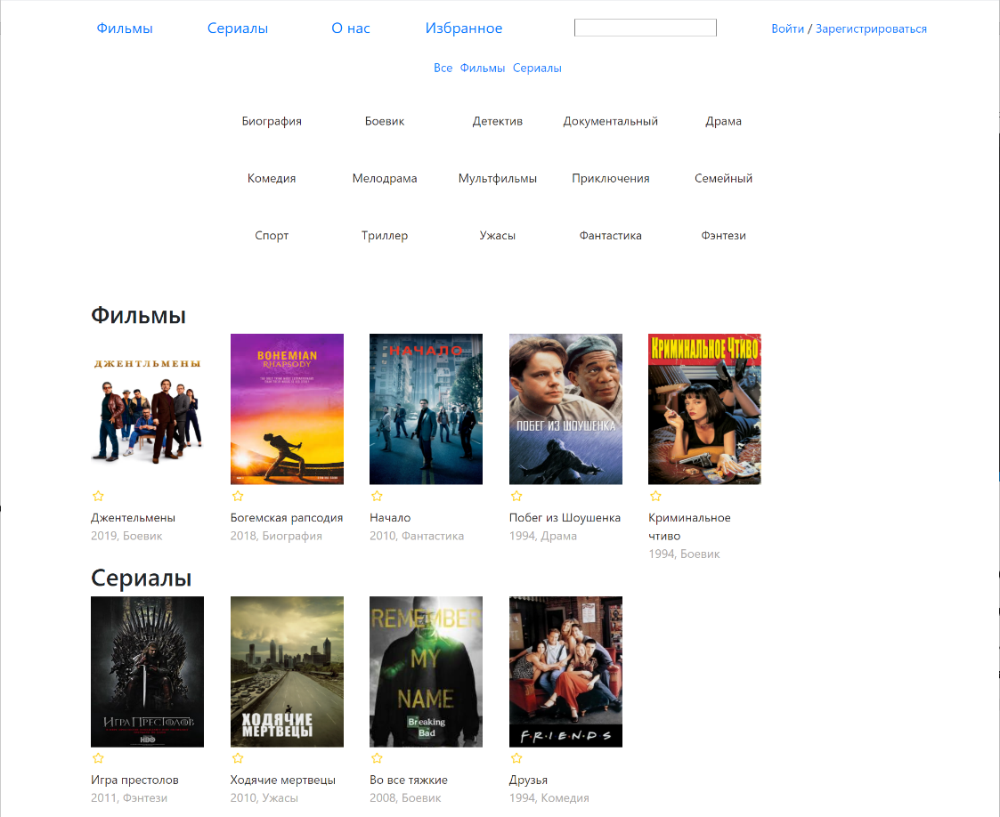 Фильмы Сериалы О нас Избранное Войти / Зарегистрироваться
Все Фильмы Сериалы
Биография Боевик Детектив Документальный Драма
Комедия Мелодрама Мультфильмы Приключения Семейный
Спорт Триллер Ужасы Фантастика Фэнтези
Фильмы
ДЖЕНТЛЬМЕНЫ
BOHEMIAN
RHAPSODY
НАЧАЛО
ПОБЕГ ИЗ ШОУШЕНКА
КРИМИНАЛЬНОЕ ЧТИВО
Джентельмены
2019, Боевик
Богемская рапсодия
2018, Биография
Начало
2010, Фантастика
Побег из Шоушенка
1994, Драма
Криминальное
чтиво
1994, Боевик
Сериалы
ИГРА ПРЕСТОЛОВ
HBO
ХОДЯЧИЕ
МЕРТВЕЦЫ
REMEMBER
MY
NAME
Breaking
Bad
F·R·I·E·N·D·S
Игра престолов
2011, Фэнтези
Ходячие мертвецы
2010, Ужасы
Во все тяжкие
2008, Боевик
Друзья
1994, Комедия